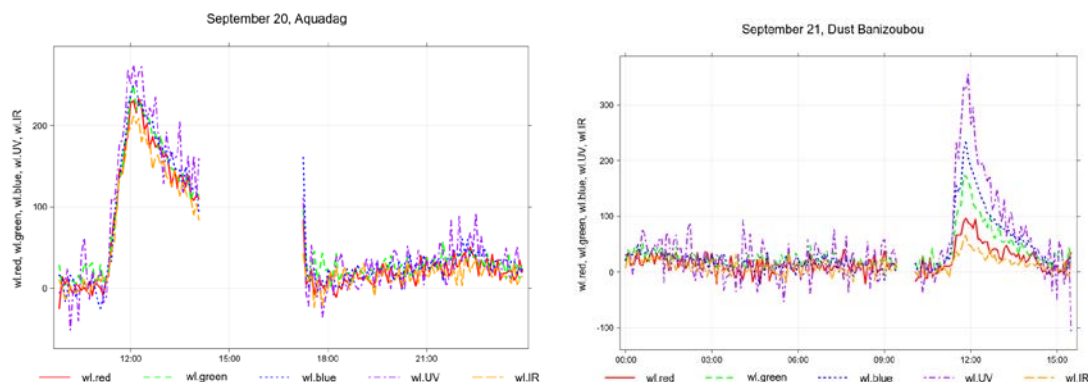 September 20, Aquadag
wl.red, wl.green, wl.blue, wl.UV, wl.IR
200
100
0
12:00 15:00 18:00 21:00
wl.red wl.green wl.blue wl.UV wl.IR
September 21, Dust Banizoubou
wl.red, wl.green, wl.blue, wl.UV, wl.IR
300
200
100
0
-100
00:00 03:00 06:00 09:00 12:00 15:00
wl.red wl.green wl.blue wl.UV wl.IR